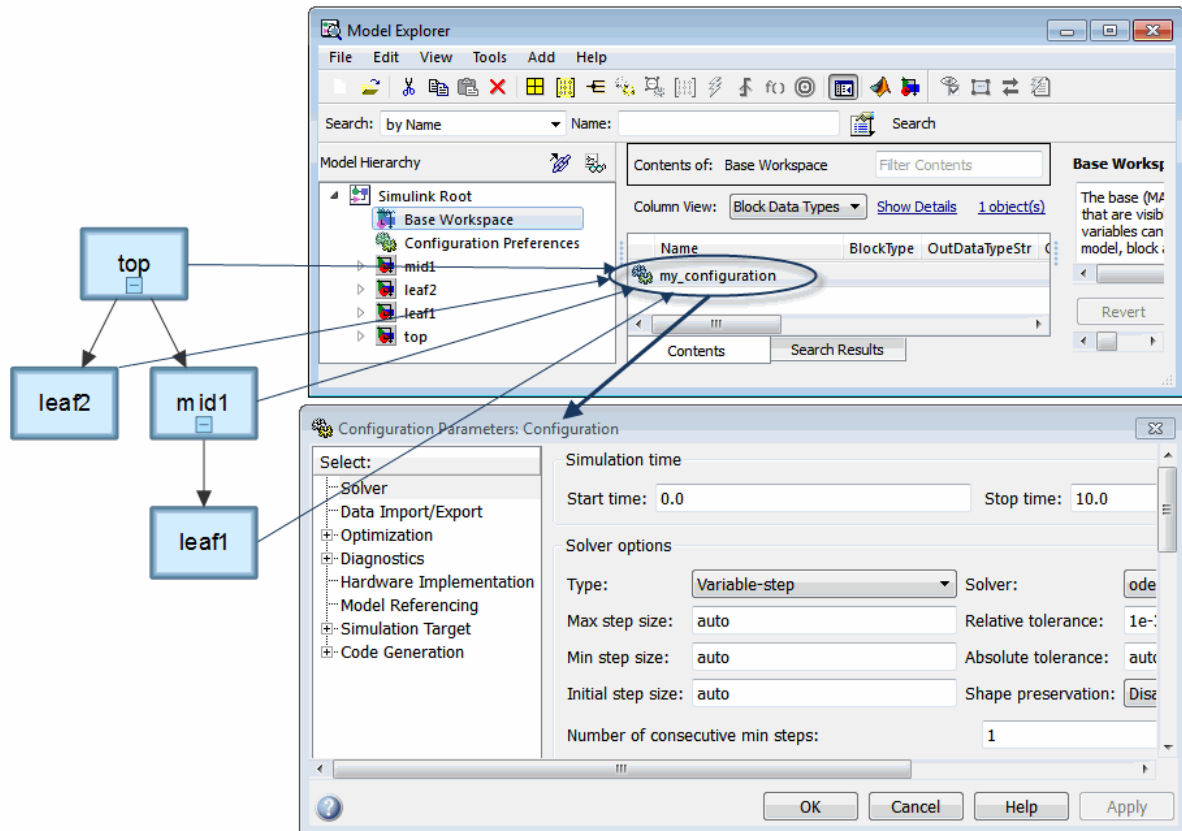 Model Explorer
File Edit View Tools Add Help
Search: by Name Name: Search
Model Hierarchy
Contents of: Base Workspace Filter Contents
Base Worksp
Simulink Root
Base Workspace
Configuration Preferences
mid1
leaf2
leaf1
top
Column View: Block Data Types Show Details 1 object(s)
Name BlockType OutDataTypeStr
my_configuration
Contents Search Results
The base (MA
that are visibl
variables can
model, block a
Revert
top
leaf2
mid1
leaf1
Configuration Parameters: Configuration
Select:
Solver
Data Import/Export
Optimization
Diagnostics
Hardware Implementation
Model Referencing
Simulation Target
Code Generation
Simulation time
Start time: 0.0 Stop time: 10.0
Solver options
Type: Variable-step Solver: ode
Max step size: auto Relative tolerance: 1e-
Min step size: auto Absolute tolerance: auto
Initial step size: auto Shape preservation: Disa
Number of consecutive min steps: 1
OK Cancel Help Apply